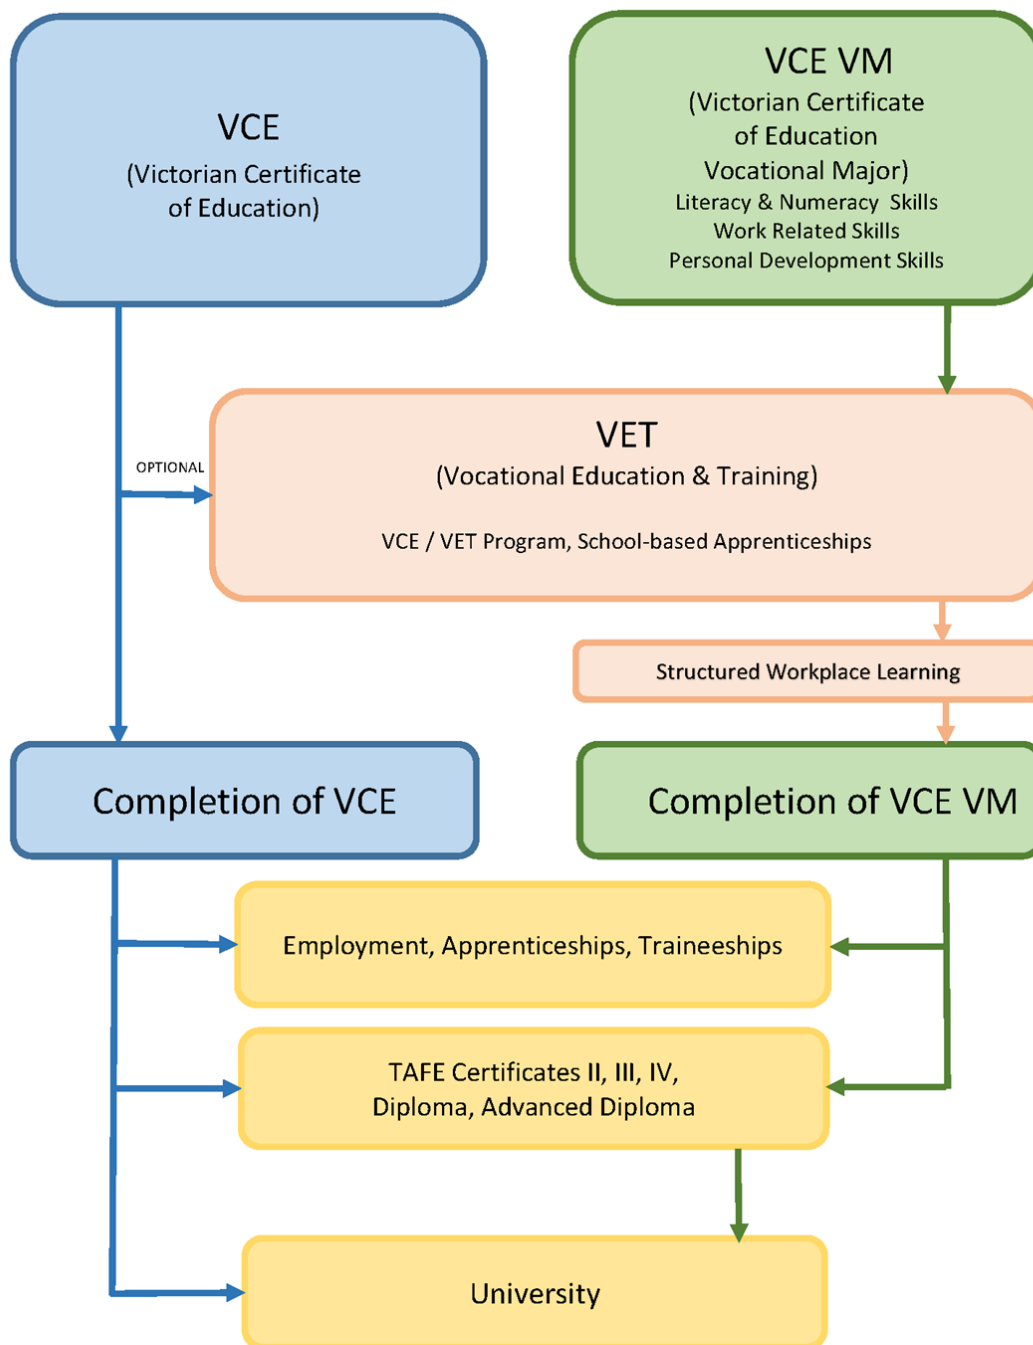 VCE
(Victorian Certificate
of Education)
VCE VM
(Victorian Certificate
of Education
Vocational Major)
Literacy & Numeracy Skills
Work Related Skills
Personal Development Skills
OPTIONAL
VET
(Vocational Education & Training)
VCE / VET Program, School-based Apprenticeships
Structured Workplace Learning
Completion of VCE
Completion of VCE VM
Employment, Apprenticeships, Traineeships
TAFE Certificates II, III, IV,
Diploma, Advanced Diploma
University